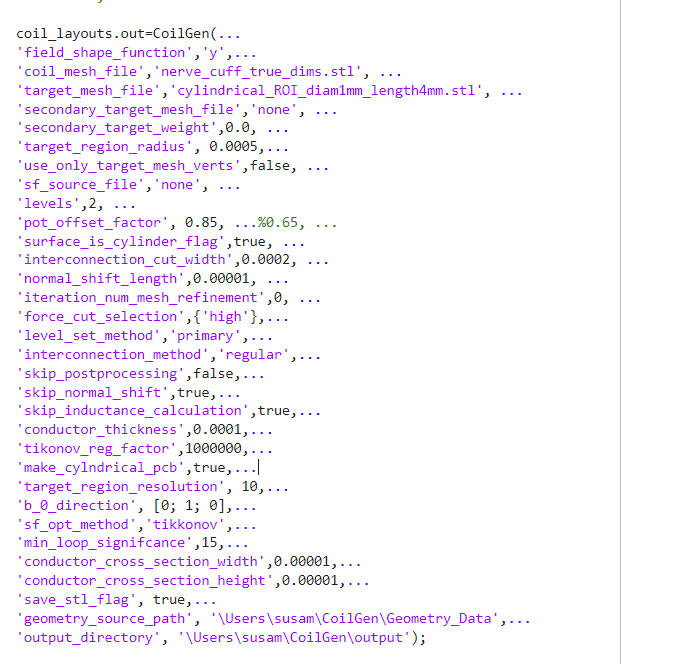 coil_layouts.out=CoilGen(...
'field_shape_function','y',...
'coil_mesh_file','nerve_cuff_true_dims.stl', ...
'target_mesh_file','cylindrical_ROI_diam1mm_length4mm.stl', ...
'secondary_target_mesh_file','none', ...
'secondary_target_weight',0.0, ...
'target_region_radius', 0.0005,...
'use_only_target_mesh_verts',false, ...
'sf_source_file','none', ...
'levels',2, ...
'pot_offset_factor', 0.85, ...%0.65, ...
'surface_is_cylinder_flag',true, ...
'interconnection_cut_width',0.0002, ...
'normal_shift_length',0.00001, ...
'iteration_num_mesh_refinement',0, ...
'force_cut_selection',{'high'},...
'level_set_method','primary',...
'interconnection_method','regular',...
'skip_postprocessing',false,...
'skip_normal_shift',true,...
'skip_inductance_calculation',true,...
'conductor_thickness',0.0001,...
'tikonov_reg_factor',1000000,...
'make_cylndrical_pcb',true,...
'target_region_resolution', 10,...
'b_0_direction', [0; 1; 0],...
'sf_opt_method','tikkonov',...
'min_loop_signifcance',15,...
'conductor_cross_section_width',0.00001,...
'conductor_cross_section_height',0.00001,...
'save_stl_flag', true,...
'geometry_source_path', '\Users\susam\CoilGen\Geometry_Data',...
'output_directory', '\Users\susam\CoilGen\output');